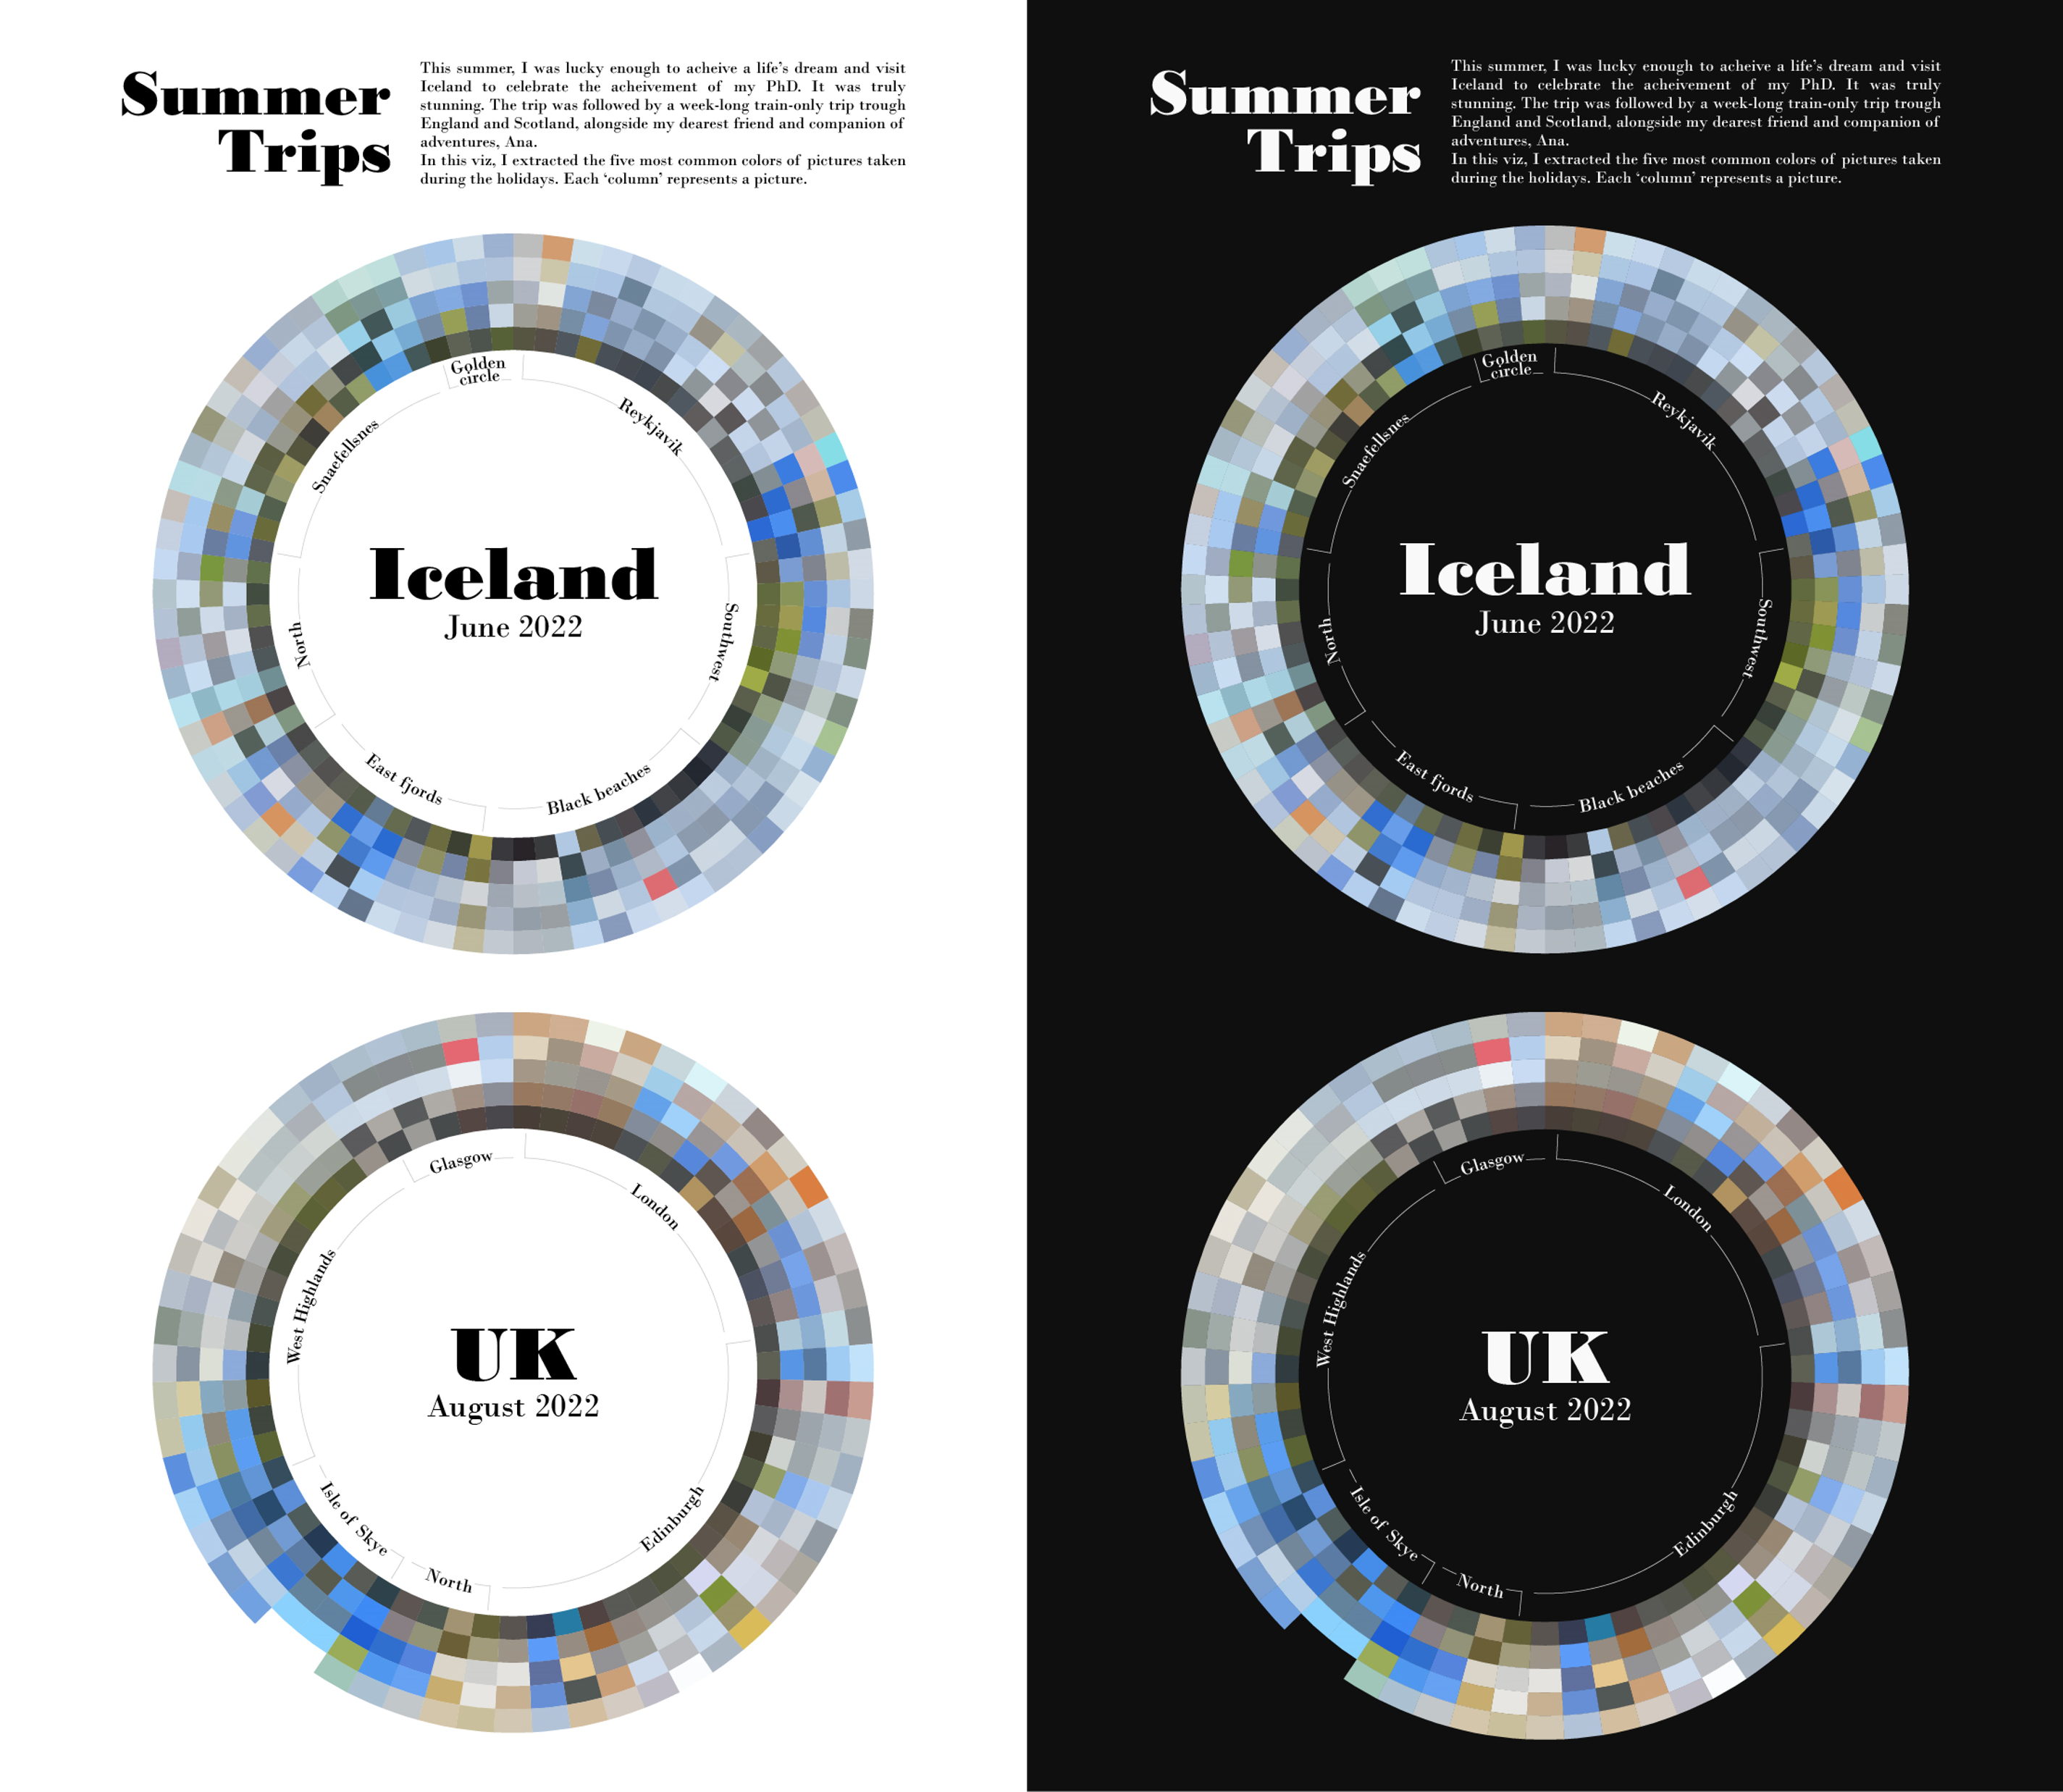 Summer
Trips
This summer, I was lucky enough to acheive a life's dream and visit
Iceland to celebrate the acheivement of my PhD. It was truly
stunning. The trip was followed by a week-long train-only trip trough
England and Scotland, alongside my dearest friend and companion of
adventures, Ana.
In this viz, I extracted the five most common colors of pictures taken
during the holidays. Each ‘column’ represents a picture.
Golden
circle
Reykjavik
Snaefellsnes
Iceland
June 2022
Southwest
North
East fjords
Black beaches
Glasgow
London
West Highlands
UK
August 2022
Isle of Skye
Edinburgh
North
Summer
Trips
This summer, I was lucky enough to acheive a life's dream and visit
Iceland to celebrate the acheivement of my PhD. It was truly
stunning. The trip was followed by a week-long train-only trip trough
England and Scotland, alongside my dearest friend and companion of
adventures, Ana.
In this viz, I extracted the five most common colors of pictures taken
during the holidays. Each ‘column’ represents a picture.
Golden
circle
Reykjavik
Snaefellsnes
Iceland
June 2022
Southwest
North
East fjords
Black beaches
Glasgow
London
West Highlands
UK
August 2022
Isle of Skye
Edinburgh
North